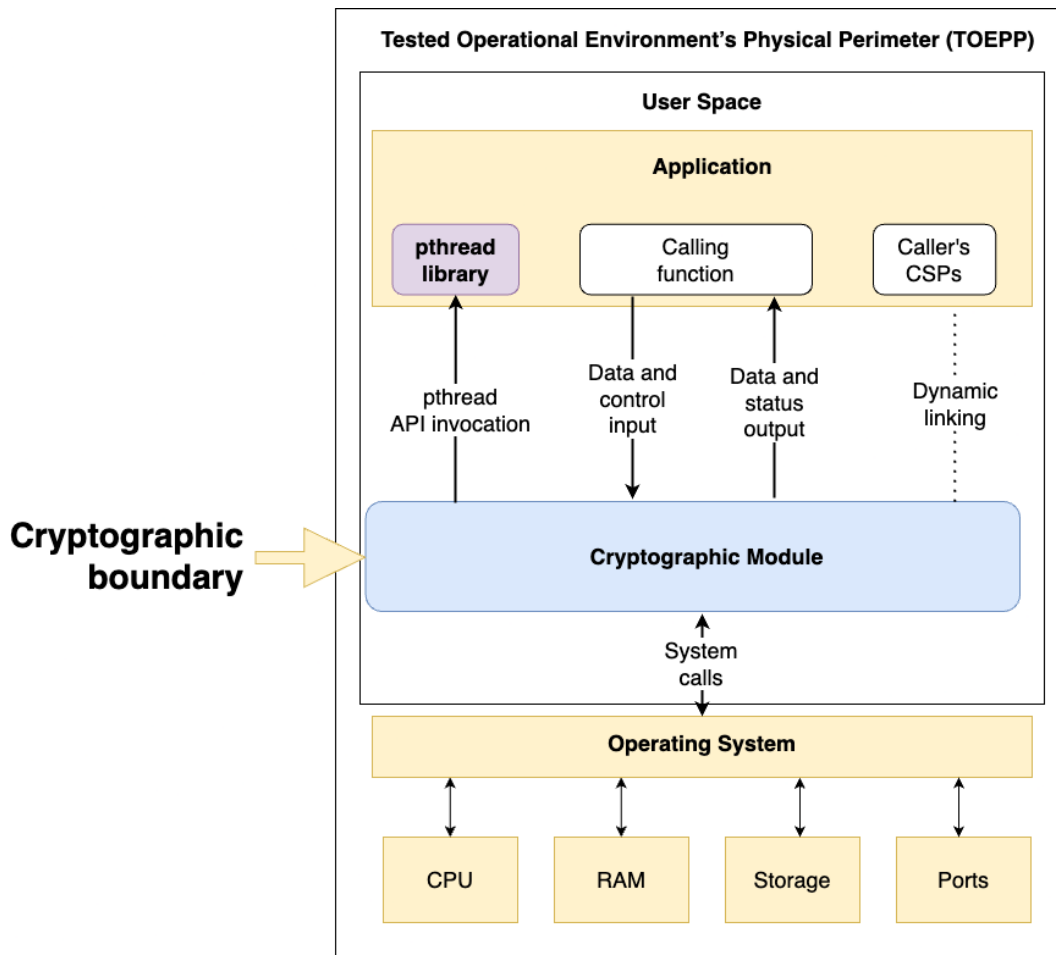 Tested Operational Environment's Physical Perimeter (TOEPP)
User Space
Application
pthread
library
Calling
function
Caller's
CSPs
pthread
API invocation
Data and
control
input
Data and
status
output
Dynamic
linking
Cryptographic
boundary
Cryptographic Module
System
calls
Operating System
CPU
RAM
Storage
Ports